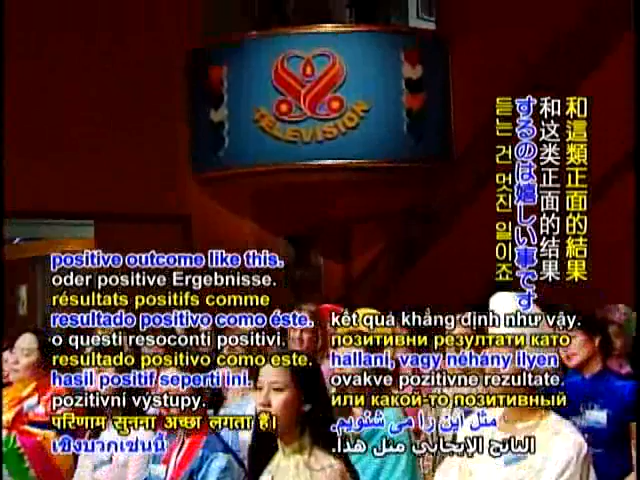 TELEVISION
和這類正面的結果
和这类正面的结果
するのは嬉しい事です
듣는 건 멋진 일이죠
positive outcome like this.
oder positive Ergebnisse.
résultats positifs comme
resultado positivo como éste.
o questi resoconti positivi.
resultado positivo como este.
hasil positif seperti ini.
pozitivní výstupy.
परिणाम सुनना अच्छा लगता है।
เชิงบวกเช่นนี้
kết quả khẳng định như vậy.
позитивни резултати като
hallani, vagy néhány ilyen
ovakve pozitivne rezultate.
или какой-то позитивный
مثل این را می شنویم.
الناتج الإيجابي مثل هذا.